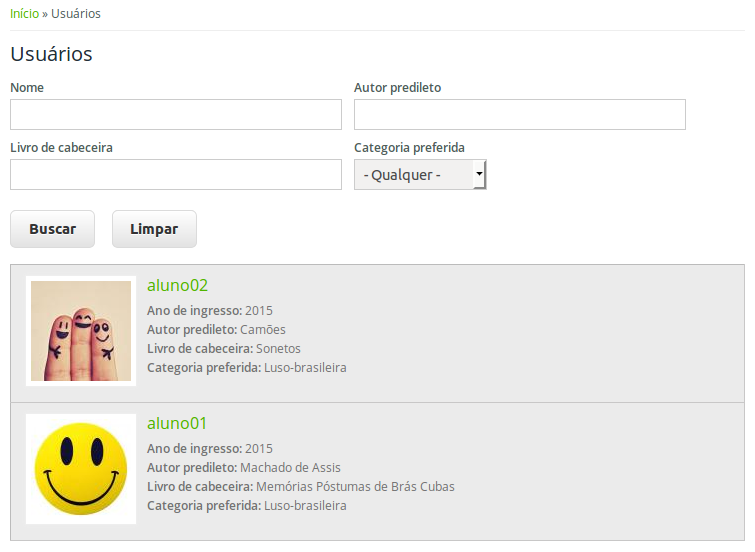 Início » Usuários
Usuários
Nome
Autor predileto
Livro de cabeceira
Categoria preferida
- Qualquer -
Buscar
Limpar
aluno02
Ano de ingresso: 2015
Autor predileto: Camões
Livro de cabeceira: Sonetos
Categoria preferida: Luso-brasileira
aluno01
Ano de ingresso: 2015
Autor predileto: Machado de Assis
Livro de cabeceira: Memórias Póstumas de Brás Cubas
Categoria preferida: Luso-brasileira